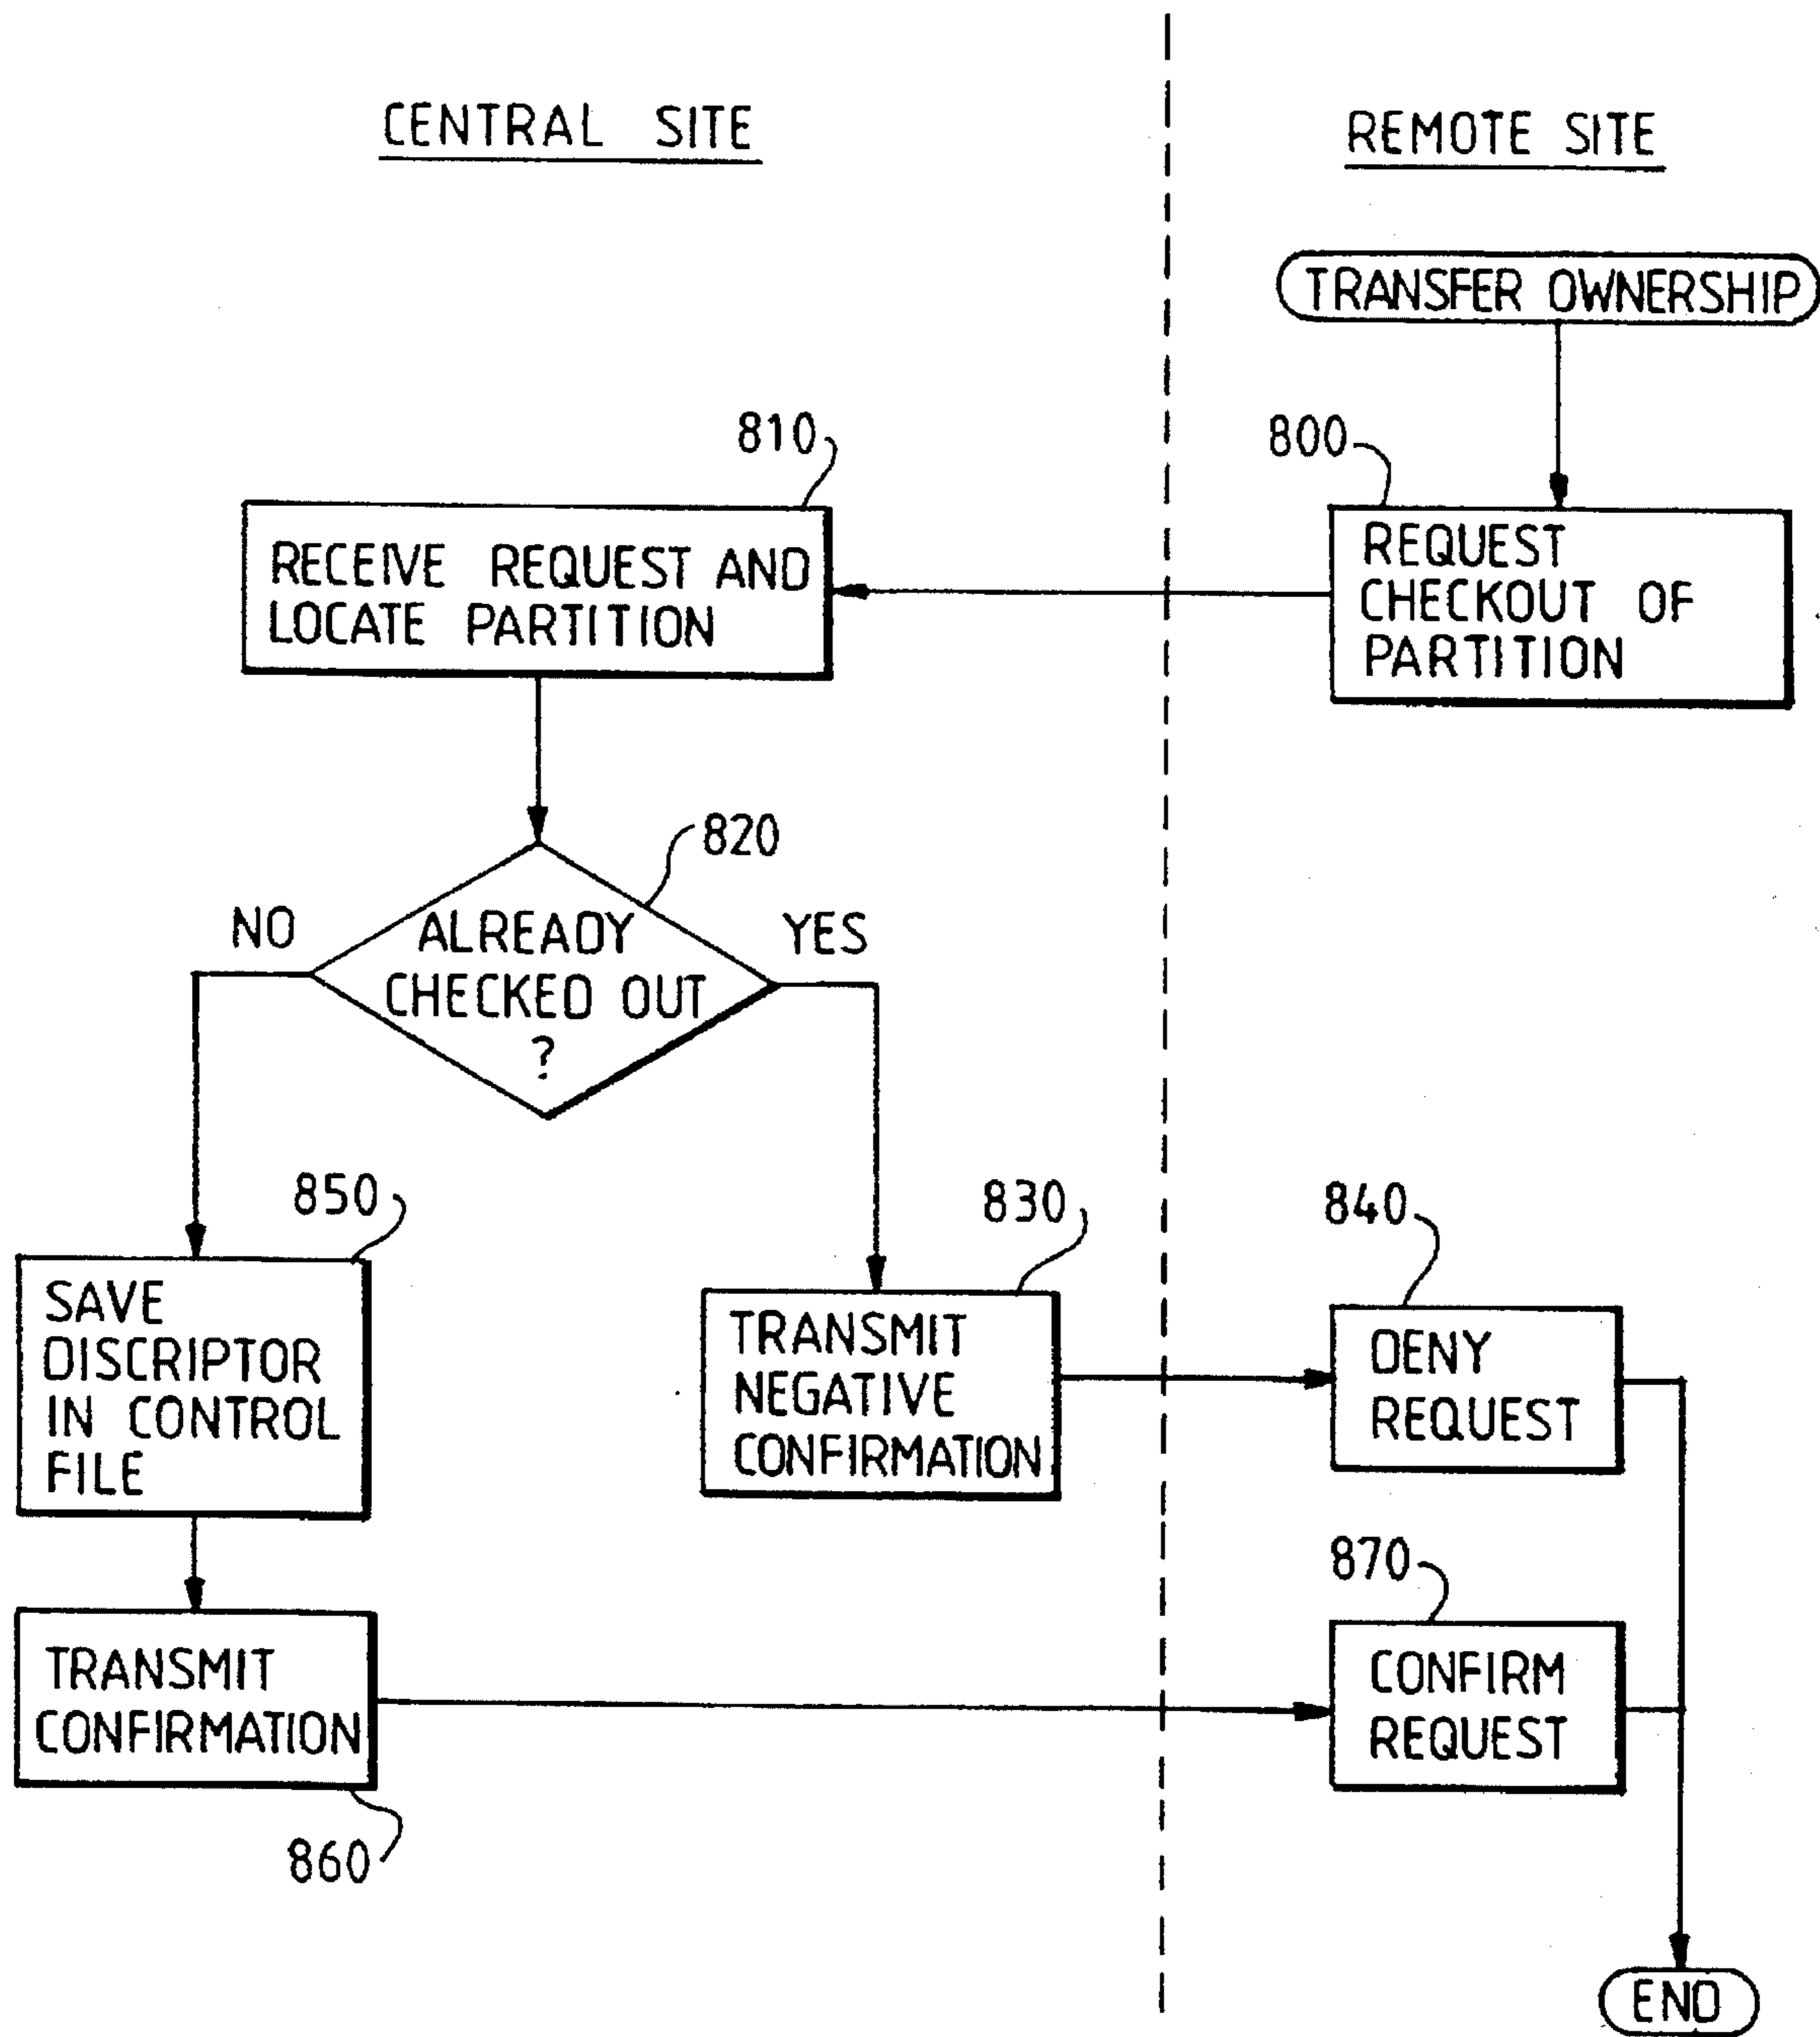 CENTRAL SITE
REMOTE SITE
TRANSFER OWNERSHIP
810
800
RECEIVE REQUEST AND
LOCATE PARTITION
REQUEST
CHECKOUT OF
PARTITION
820
NO
ALREADY
CHECKED OUT
?
YES
850
830
840
SAVE
DISCRIPTOR
IN CONTROL
FILE
TRANSMIT
NEGATIVE
CONFIRMATION
DENY
REQUEST
870
TRANSMIT
CONFIRMATION
CONFIRM
REQUEST
860
END